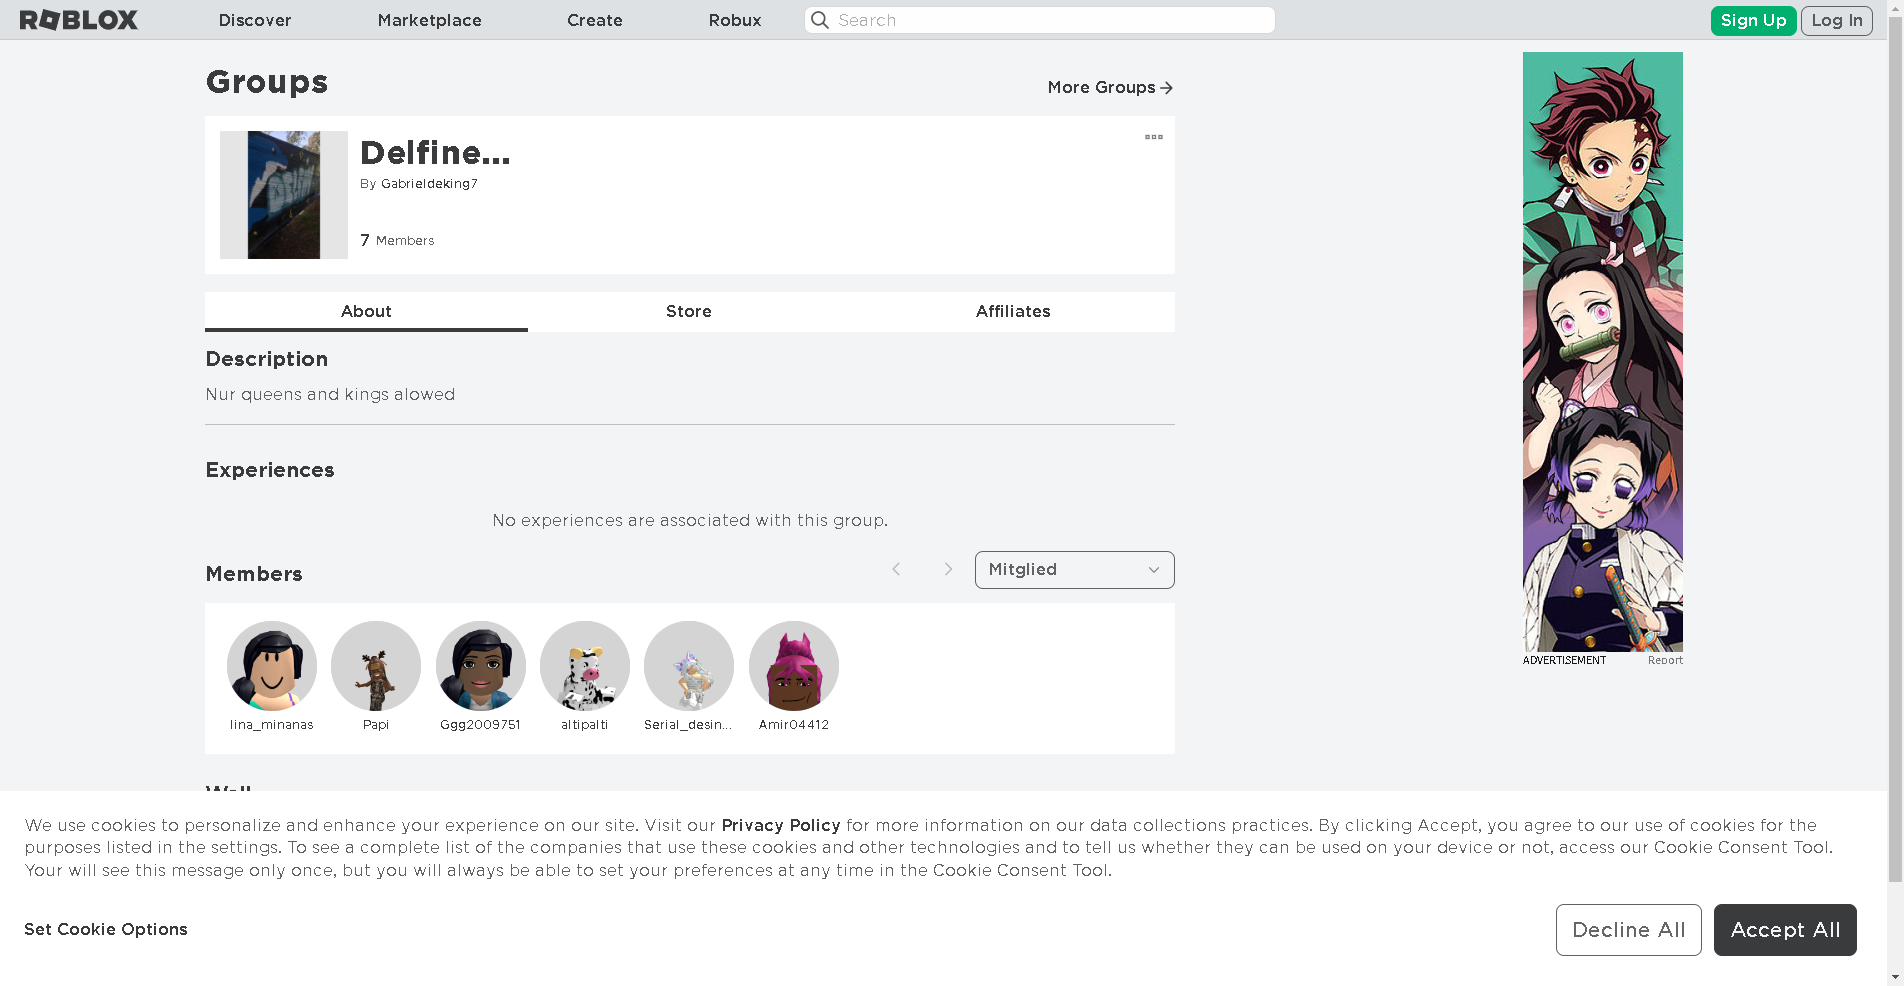 ROBLOX Discover Marketplace Create Robux Search Sign Up Log In
Groups
More Groups
Delfine...
By Gabrieldeking7
7 Members
About Store Affiliates
Description
Nur queens and kings alowed
Experiences
No experiences are associated with this group.
Members
Mitglied
lina_minanas Papi Ggg2009751 altipalti Serial_desin... Amir04412
ADVERTISEMENT Report
Wall
We use cookies to personalize and enhance your experience on our site. Visit our Privacy Policy for more information on our data collections practices. By clicking Accept, you agree to our use of cookies for the
purposes listed in the settings. To see a complete list of the companies that use these cookies and other technologies and to tell us whether they can be used on your device or not, access our Cookie Consent Tool.
Your will see this message only once, but you will always be able to set your preferences at any time in the Cookie Consent Tool.
Set Cookie Options
Decline All Accept All